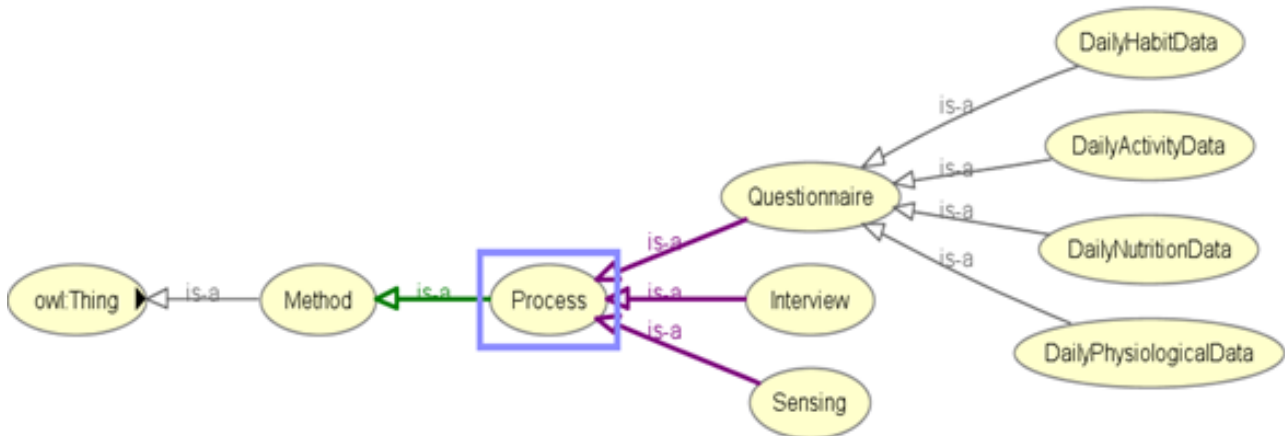 DailyHabitData
is-a
DailyActivityData
is-a
Questionnaire
is-a
is-a
DailyNutritionData
is-a
owl:Thing
is-a
Method
is-a
Process
is-a
Interview
is-a
DailyPhysiologicalData
Sensing